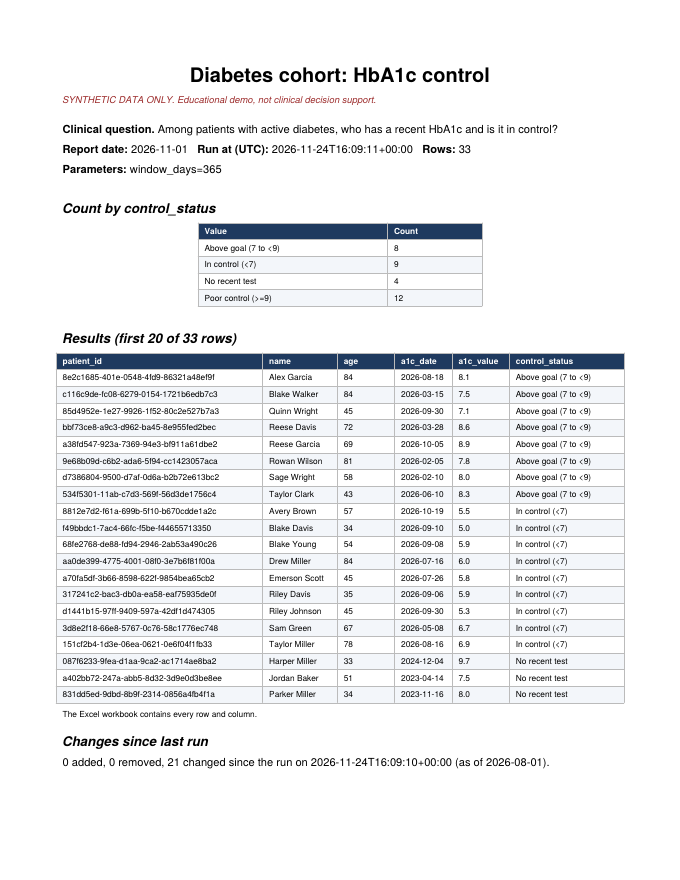 Diabetes cohort: HbA1c control
SYNTHETIC DATA ONLY. Educational demo, not clinical decision support.
Clinical question. Among patients with active diabetes, who has a recent HbA1c and is it in control?
Report date: 2026-11-01 Run at (UTC): 2026-11-24T16:09:11+00:00 Rows: 33
Parameters: window_days=365
Count by control_status
Value Count
Above goal (7 to <9) 8
In control (<7) 9
No recent test 4
Poor control (>=9) 12
Results (first 20 of 33 rows)
patient_id name age a1c_date a1c_value control_status
8e2c1685-401e-0548-4fd9-86321a48ef9f Alex Garcia 84 2026-08-18 8.1 Above goal (7 to <9)
c116c9de-fc08-6279-0154-1721b6edb7c3 Blake Walker 84 2026-03-15 7.5 Above goal (7 to <9)
85d4952e-1e27-9926-1f52-80c2e527b7a3 Quinn Wright 45 2026-09-30 7.1 Above goal (7 to <9)
bbf73ce8-a9c3-d962-ba45-8e955fed2bec Reese Davis 72 2026-03-28 8.6 Above goal (7 to <9)
a38fd547-923a-7369-94e3-bf911a61dbe2 Reese Garcia 69 2026-10-05 8.9 Above goal (7 to <9)
9e68b09d-c6b2-ada6-5f94-cc1423057aca Rowan Wilson 81 2026-02-05 7.8 Above goal (7 to <9)
d7386804-9500-d7af-0d6a-b2b72e613bc2 Sage Wright 58 2026-02-10 8.0 Above goal (7 to <9)
534f5301-11ab-c7d3-569f-56d3de1756c4 Taylor Clark 43 2026-06-10 8.3 Above goal (7 to <9)
8812e7d2-f61a-699b-5f10-b670cdde1a2c Avery Brown 57 2026-10-19 5.5 In control (<7)
f49bbdc1-7ac4-66fc-f5be-f44655713350 Blake Davis 34 2026-09-10 5.0 In control (<7)
68fe2768-de88-fd94-2946-2ab53a490c26 Blake Young 54 2026-09-08 5.9 In control (<7)
aa0de399-4775-4001-08f0-3e7b6f81f00a Drew Miller 84 2026-07-16 6.0 In control (<7)
a70fa5df-3b66-8598-622f-9854bea65cb2 Emerson Scott 45 2026-07-26 5.8 In control (<7)
317241c2-bac3-db0a-ea58-eaf75935de0f Riley Davis 35 2026-09-06 5.9 In control (<7)
d1441b15-97ff-9409-597a-42df1d474305 Riley Johnson 45 2026-09-30 5.3 In control (<7)
3d8e2f18-66e8-5767-0c76-58c1776ec748 Sam Green 67 2026-05-08 6.7 In control (<7)
151cf2b4-1d3e-06ea-0621-0e6f04f1fb33 Taylor Miller 78 2026-08-16 6.9 In control (<7)
087f6233-9fea-d1aa-9ca2-ac1714ae8ba2 Harper Miller 33 2024-12-04 9.7 No recent test
a402bb72-247a-abb5-8d32-3d9e0d3be8ee Jordan Baker 51 2023-04-14 7.5 No recent test
831dd5ed-9dbd-8b9f-2314-0856a4fb4f1a Parker Miller 34 2023-11-16 8.0 No recent test
The Excel workbook contains every row and column.
Changes since last run
0 added, 0 removed, 21 changed since the run on 2026-11-24T16:09:10+00:00 (as of 2026-08-01).